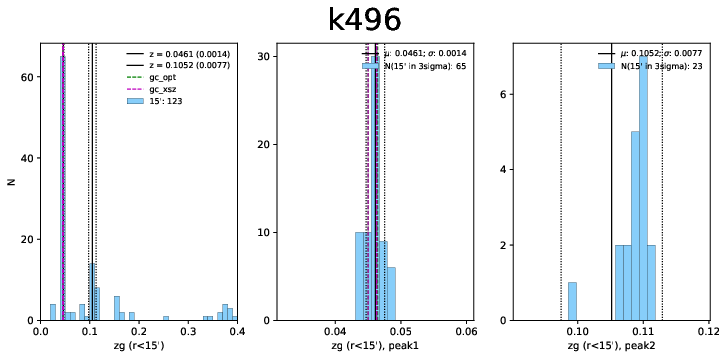 k496
z = 0.0461 (0.0014)
z = 0.1052 (0.0077)
gc_opt
gc_xsz
15': 123
N
60
40
20
0
0.0 0.1 0.2 0.3 0.4
zg (r<15')
μ: 0.0461; σ: 0.0014
N(15' in 3sigma): 65
30
25
20
15
10
5
0
0.04 0.05 0.06
zg (r<15'), peak1
μ: 0.1052; σ: 0.0077
N(15' in 3sigma): 23
6
4
2
0
0.10 0.11 0.12
zg (r<15'), peak2